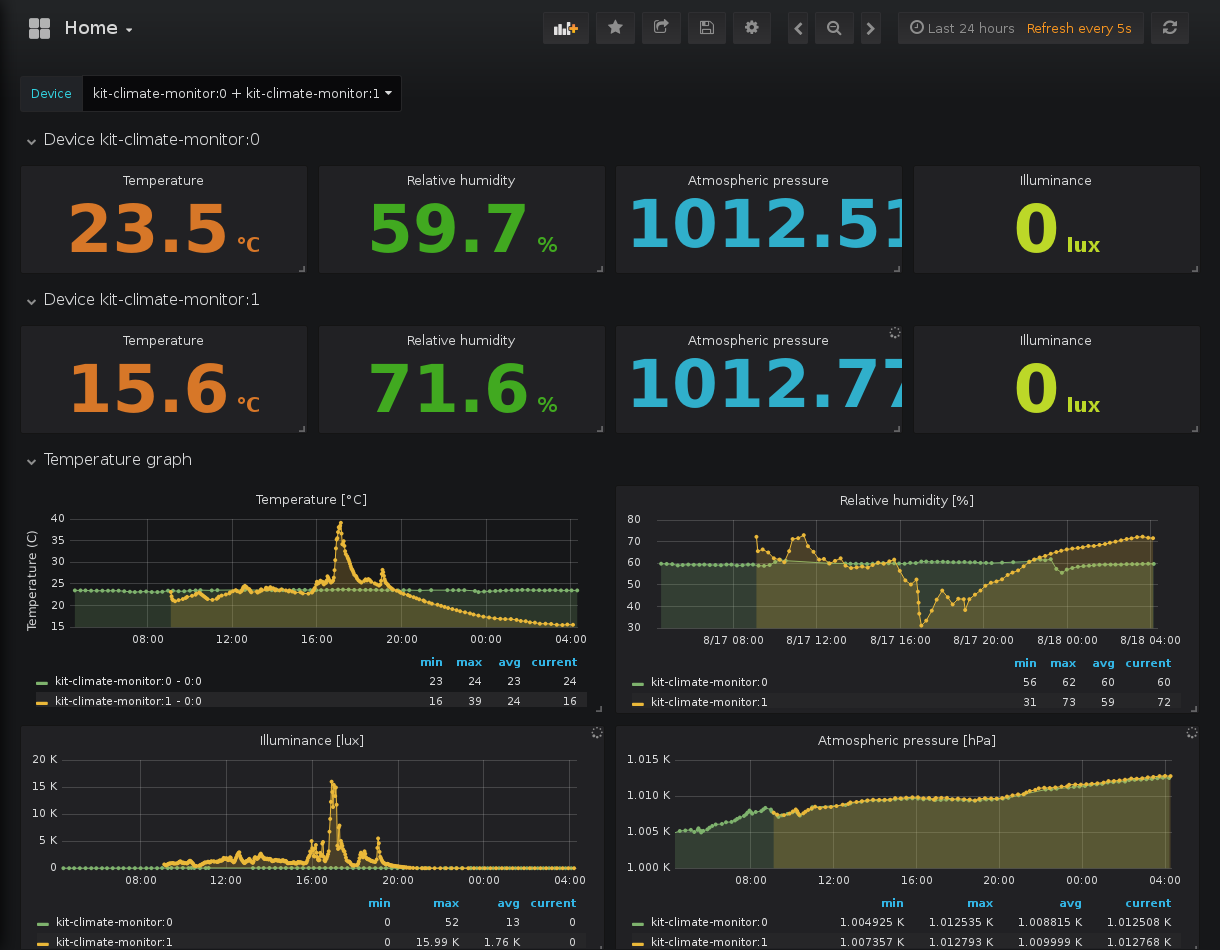 Home
Last 24 hours Refresh every 5s
Device kit-climate-monitor:0 + kit-climate-monitor:1
Device kit-climate-monitor:0
Temperature Relative humidity Atmospheric pressure Illuminance
23.5 °C 59.7 % 1012.51 0 lux
Device kit-climate-monitor:1
Temperature Relative humidity Atmospheric pressure Illuminance
15.6 °C 71.6 % 1012.77 0 lux
Temperature graph
Temperature [°C]
Temperature (C)
40
35
30
25
20
15
08:00 12:00 16:00 20:00 00:00 04:00
min max avg current
kit-climate-monitor:0 - 0:0 23 24 23 24
kit-climate-monitor:1 - 0:0 16 39 24 16
Relative humidity [%]
80
70
60
50
40
30
8/17 08:00 8/17 12:00 8/17 16:00 8/17 20:00 8/18 00:00 8/18 04:00
min max avg current
kit-climate-monitor:0 56 62 60 60
kit-climate-monitor:1 31 73 59 72
Illuminance [lux]
20 K
15 K
10 K
5 K
0
08:00 12:00 16:00 20:00 00:00 04:00
min max avg current
kit-climate-monitor:0 0 52 13 0
kit-climate-monitor:1 0 15.99 K 1.76 K 0
Atmospheric pressure [hPa]
1.015 K
1.010 K
1.005 K
1.000 K
08:00 12:00 16:00 20:00 00:00 04:00
min max avg current
kit-climate-monitor:0 1.004925 K 1.012535 K 1.008815 K 1.012508 K
kit-climate-monitor:1 1.007357 K 1.012793 K 1.009999 K 1.012768 K